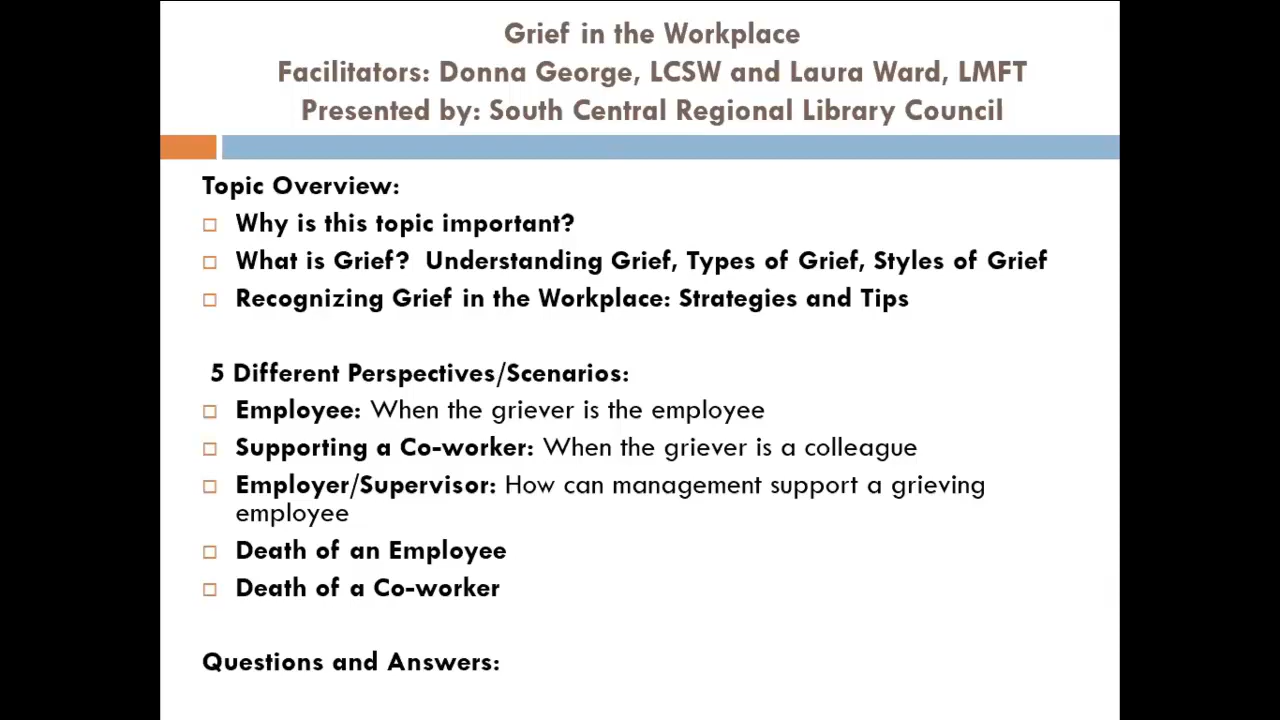 Grief in the Workplace
Facilitators: Donna George, LCSW and Laura Ward, LMFT
Presented by: South Central Regional Library Council
Topic Overview:
Why is this topic important?
What is Grief?  Understanding Grief, Types of Grief, Styles of Grief
Recognizing Grief in the Workplace: Strategies and Tips
5 Different Perspectives/Scenarios:
Employee: When the griever is the employee
Supporting a Co-worker: When the griever is a colleague
Employer/Supervisor: How can management support a grieving
employee
Death of an Employee
Death of a Co-worker
Questions and Answers: